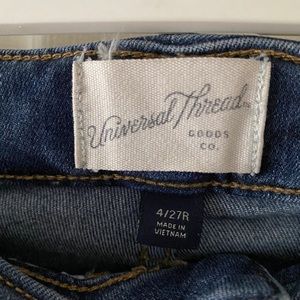 Universal Thread
GOODS
CO.
4/27R
MADE IN
VIETNAM